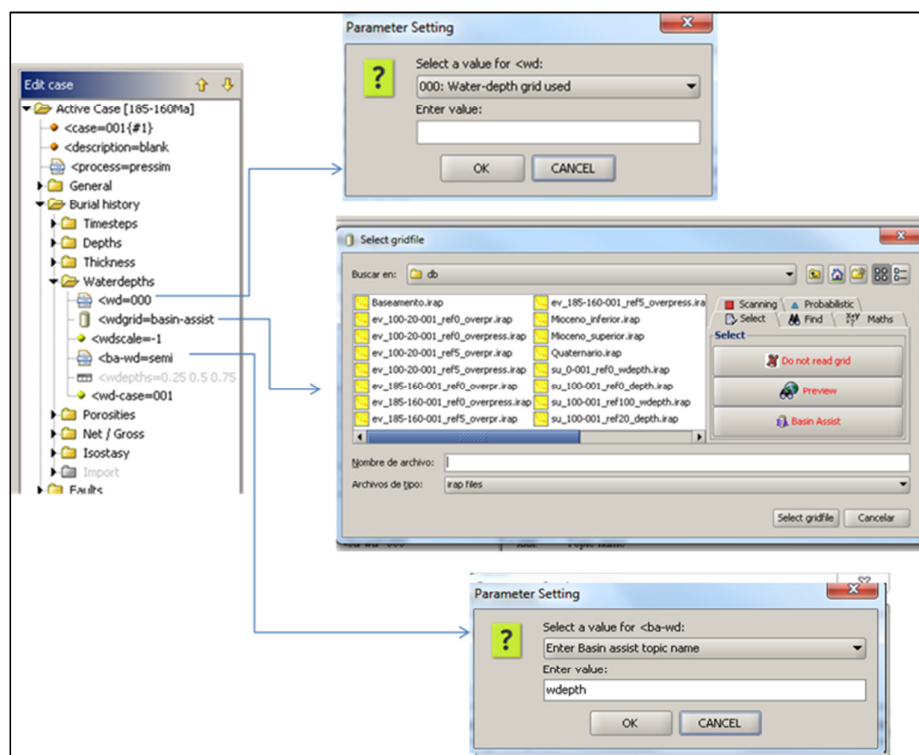 Edit case
Active Case [185-160Ma]
<case=001{#1}
<description=blank
<process=pressim
General
Burial history
Timesteps
Depths
Thickness
Waterdepths
<wd=000
<wdgrid=basin-assist
<wdscale=-1
<ba-wd=semi
<wdepths=0.25 0.5 0.75
<wd-case=001
Porosities
Net / Gross
Isostasy
Import
Faults
Parameter Setting
Select a value for <wd:
000: Water-depth grid used
Enter value:
OK CANCEL
Select gridfile
Buscar en: db
Baseamento.irap
ev_100-20-001_ref0_overpr.irap
ev_100-20-001_ref0_overpress.irap
ev_100-20-001_ref5_overpr.irap
ev_100-20-001_ref5_overpress.irap
ev_185-160-001_ref0_overpr.irap
ev_185-160-001_ref0_overpress.irap
ev_185-160-001_ref5_overpr.irap
ev_185-160-001_ref5_overpress.ira
Mioceno_inferior.irap
Mioceno_superior.irap
Quaternario.irap
su_0-001_ref0_wdepth.irap
su_100-001_ref0_depth.irap
su_100-001_ref100_wdepth.irap
su_100-001_ref20_depth.irap
Scanning Probabilistic
Select Find X+Y Maths
Select
Do not read grid
Preview
Basin Assist
Nombre de archivo:
Archivos de tipo: irap files
Select gridfile Cancelar
Parameter Setting
Select a value for <ba-wd:
Enter Basin assist topic name
Enter value:
wdepth
OK CANCEL